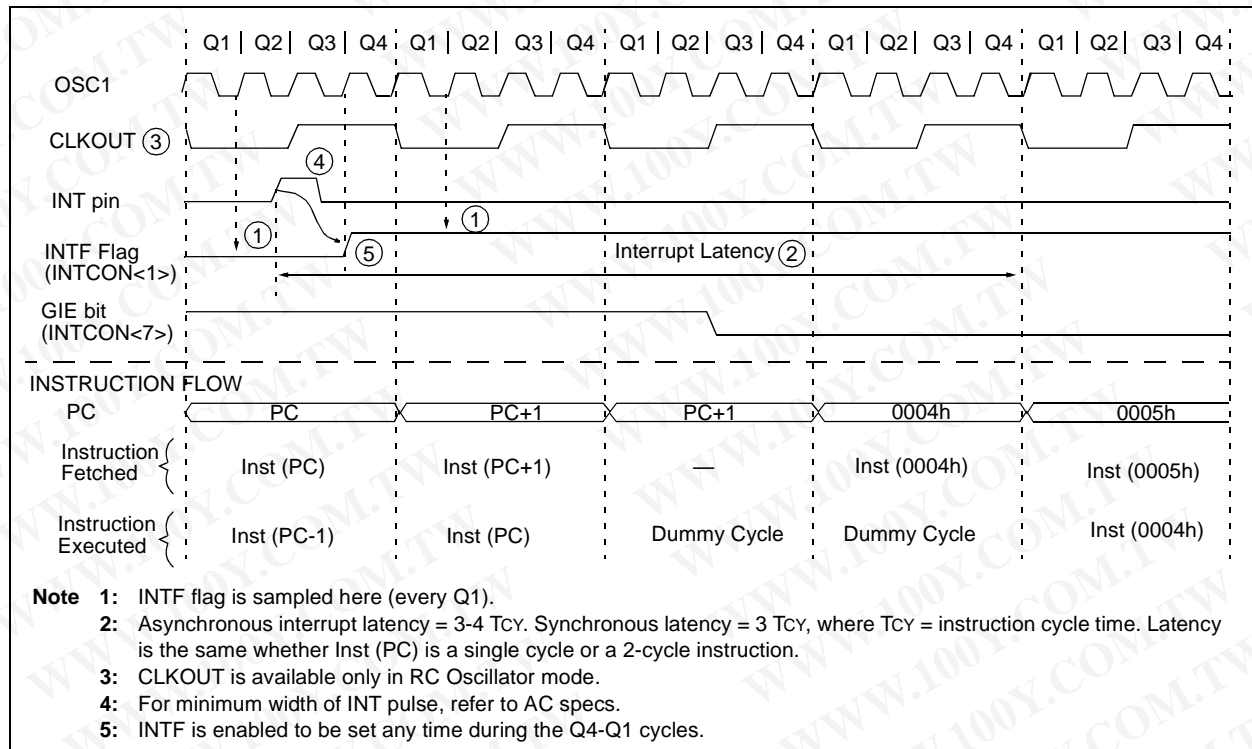 Q1 | Q2 | Q3 | Q4 Q1 | Q2 | Q3 | Q4 Q1 | Q2 | Q3 | Q4 Q1 | Q2 | Q3 | Q4 Q1 | Q2 | Q3 | Q4
OSC1
CLKOUT ③
④
INT pin
① ①
INTF Flag
(INTCON<1>)
⑤
Interrupt Latency ②
GIE bit
(INTCON<7>)
INSTRUCTION FLOW
PC PC PC+1 PC+1 0004h 0005h
Instruction
Fetched
Inst (PC) Inst (PC+1) — Inst (0004h) Inst (0005h)
Instruction
Executed
Inst (PC-1) Inst (PC) Dummy Cycle Dummy Cycle Inst (0004h)
Note 1: INTF flag is sampled here (every Q1).
2: Asynchronous interrupt latency = 3-4 TCY. Synchronous latency = 3 TCY, where TCY = instruction cycle time. Latency
is the same whether Inst (PC) is a single cycle or a 2-cycle instruction.
3: CLKOUT is available only in RC Oscillator mode.
4: For minimum width of INT pulse, refer to AC specs.
5: INTF is enabled to be set any time during the Q4-Q1 cycles.
WWW.100Y.COM.TW